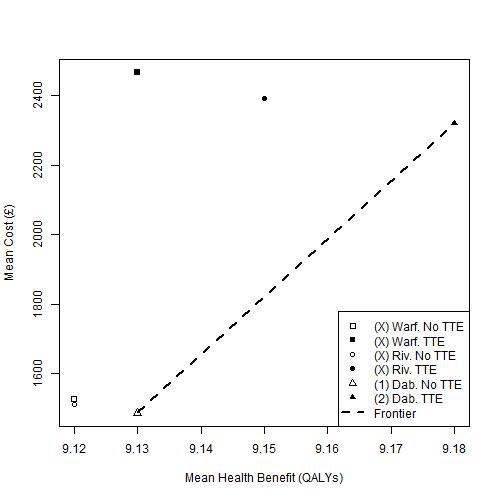 2400
2200
2000
1800
1600
Mean Cost (£)
(X) Warf. No TTE
(X) Warf. TTE
(X) Riv. No TTE
(X) Riv. TTE
(1) Dab. No TTE
(2) Dab. TTE
Frontier
9.12 9.13 9.14 9.15 9.16 9.17 9.18
Mean Health Benefit (QALYs)